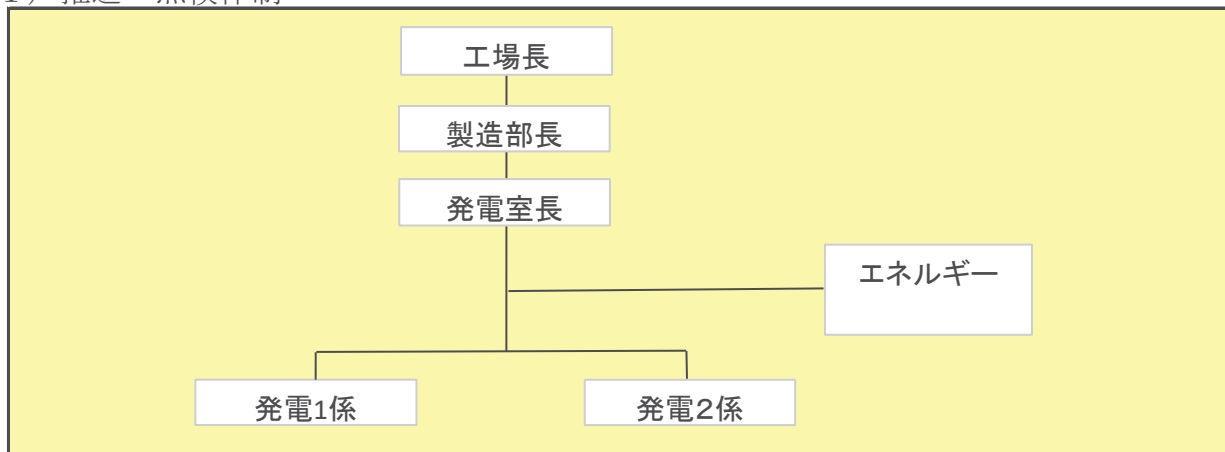 工場長
製造部長
発電室長
エネルギー
発電1係
発電２係